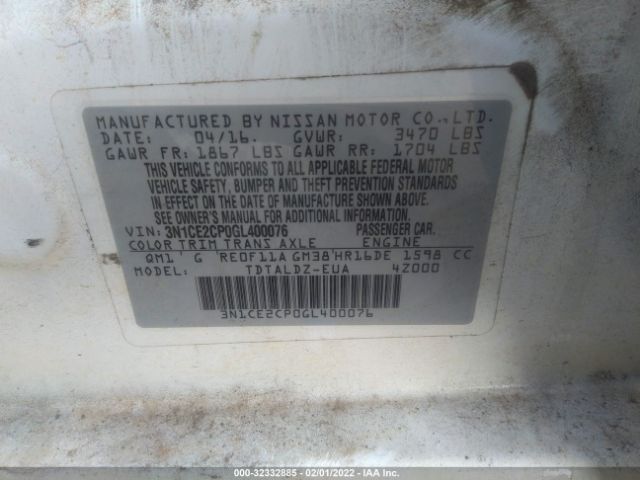 MANUFACTURED BY NISSAN MOTOR CO.,LTD.
DATE: 04/16. GVWR: 3470 LBS
GAWR FR: 1867 LBS GAWR RR: 1704 LBS
THIS VEHICLE CONFORMS TO ALL APPLICABLE FEDERAL MOTOR
VEHICLE SAFETY, BUMPER AND THEFT PREVENTION STANDARDS
IN EFFECT ON THE DATE OF MANUFACTURE SHOWN ABOVE.
SEE OWNER'S MANUAL FOR ADDITIONAL INFORMATION.
VIN: 3N1CE2CP0GL400076 PASSENGER CAR.
COLOR TRIM TRANS AXLE ENGINE
QM1 G RE0F11A GM38 HR16DE 1598 CC
MODEL: TDTALDZ-EUA 4Z000
3N1CE2CP0GL400076
000-32332885 - 02/01/2022 - IAA Inc.